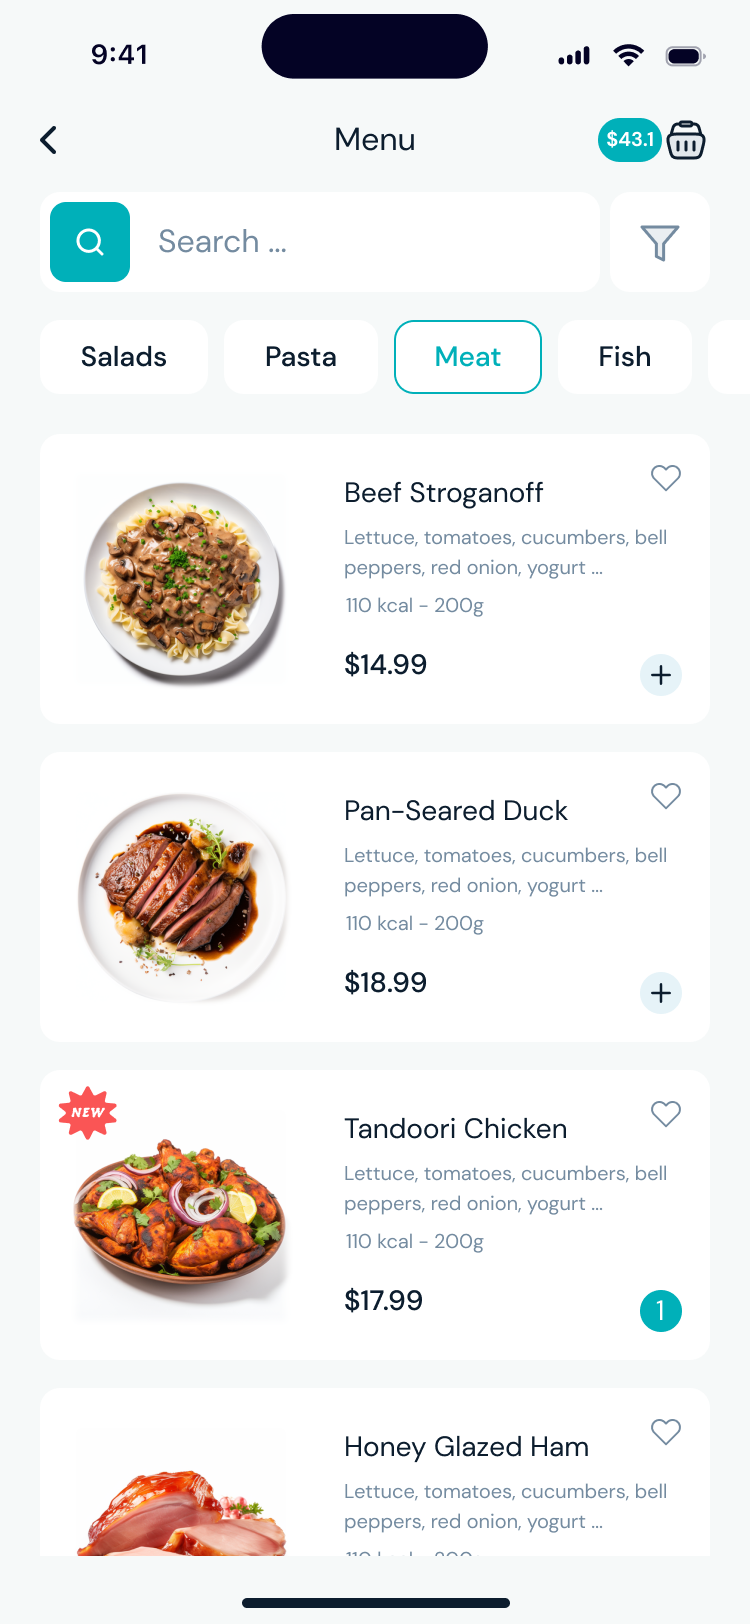 9:41
Menu
$43.1
Search ...
Salads
Pasta
Meat
Fish
Beef Stroganoff
Lettuce, tomatoes, cucumbers, bell
peppers, red onion, yogurt ...
110 kcal - 200g
$14.99
Pan-Seared Duck
Lettuce, tomatoes, cucumbers, bell
peppers, red onion, yogurt ...
110 kcal - 200g
$18.99
NEW
Tandoori Chicken
Lettuce, tomatoes, cucumbers, bell
peppers, red onion, yogurt ...
110 kcal - 200g
$17.99
1
Honey Glazed Ham
Lettuce, tomatoes, cucumbers, bell
peppers, red onion, yogurt ...